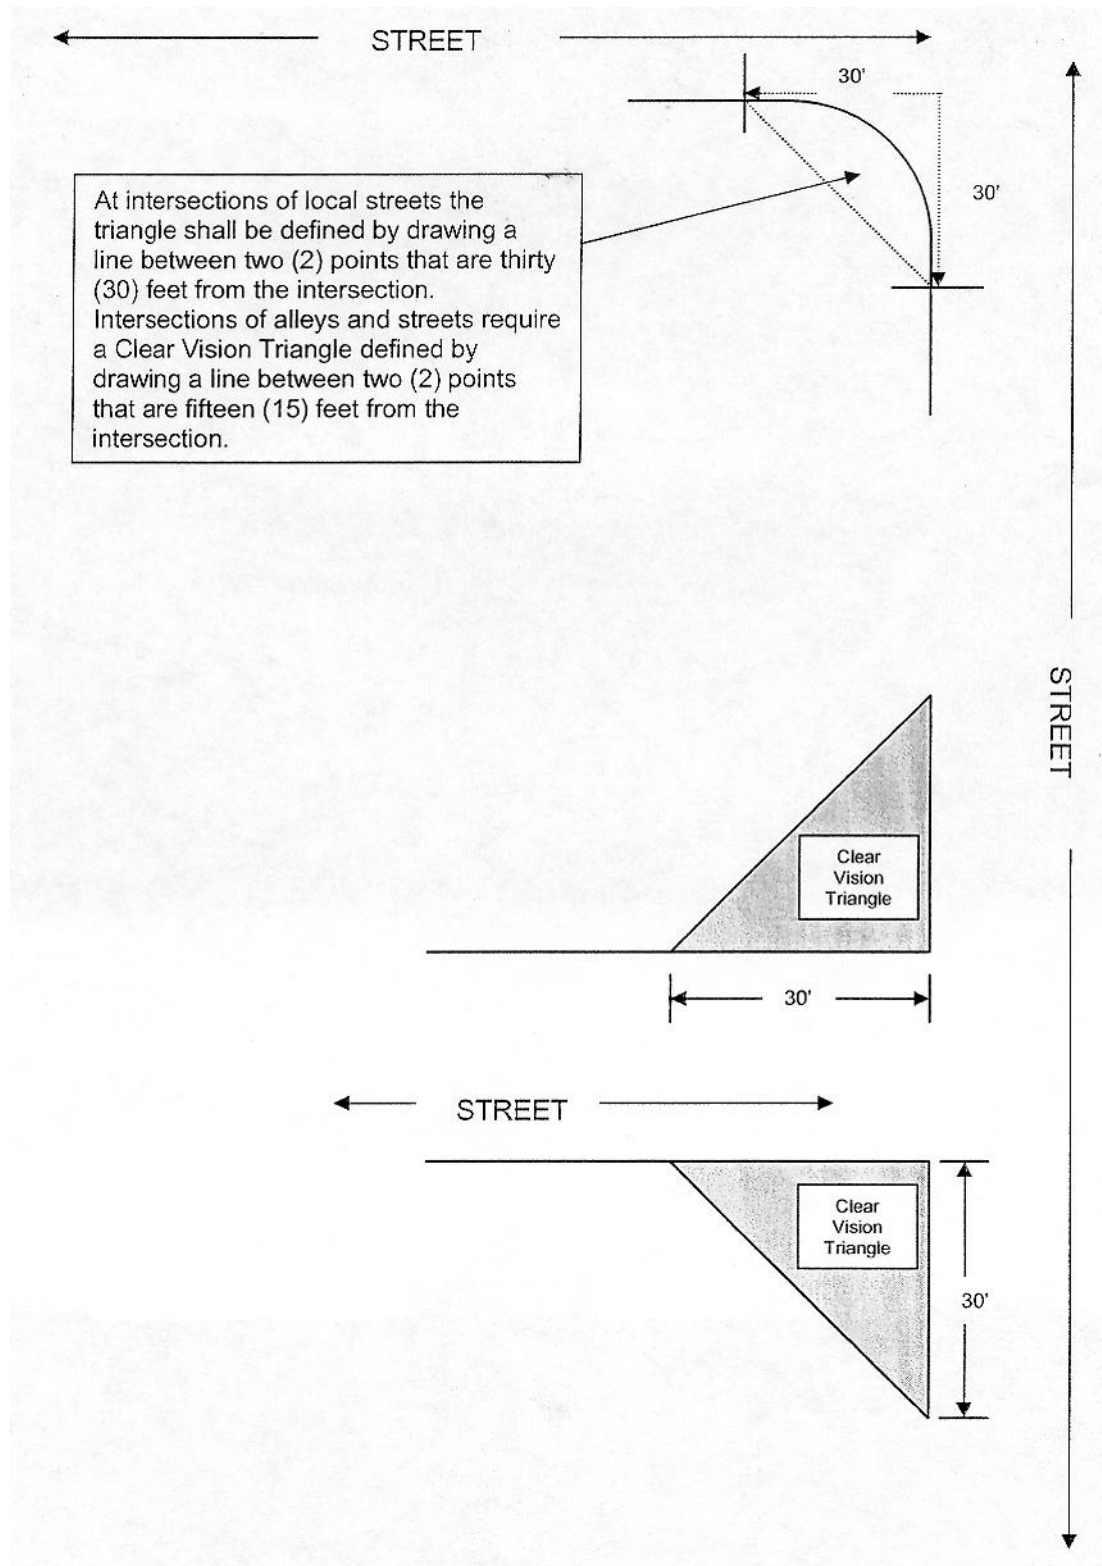 STREET
30'
30'
At intersections of local streets the
triangle shall be defined by drawing a
line between two (2) points that are thirty
(30) feet from the intersection.
Intersections of alleys and streets require
a Clear Vision Triangle defined by
drawing a line between two (2) points
that are fifteen (15) feet from the
intersection.
STREET
Clear
Vision
Triangle
30'
STREET
Clear
Vision
Triangle
30'